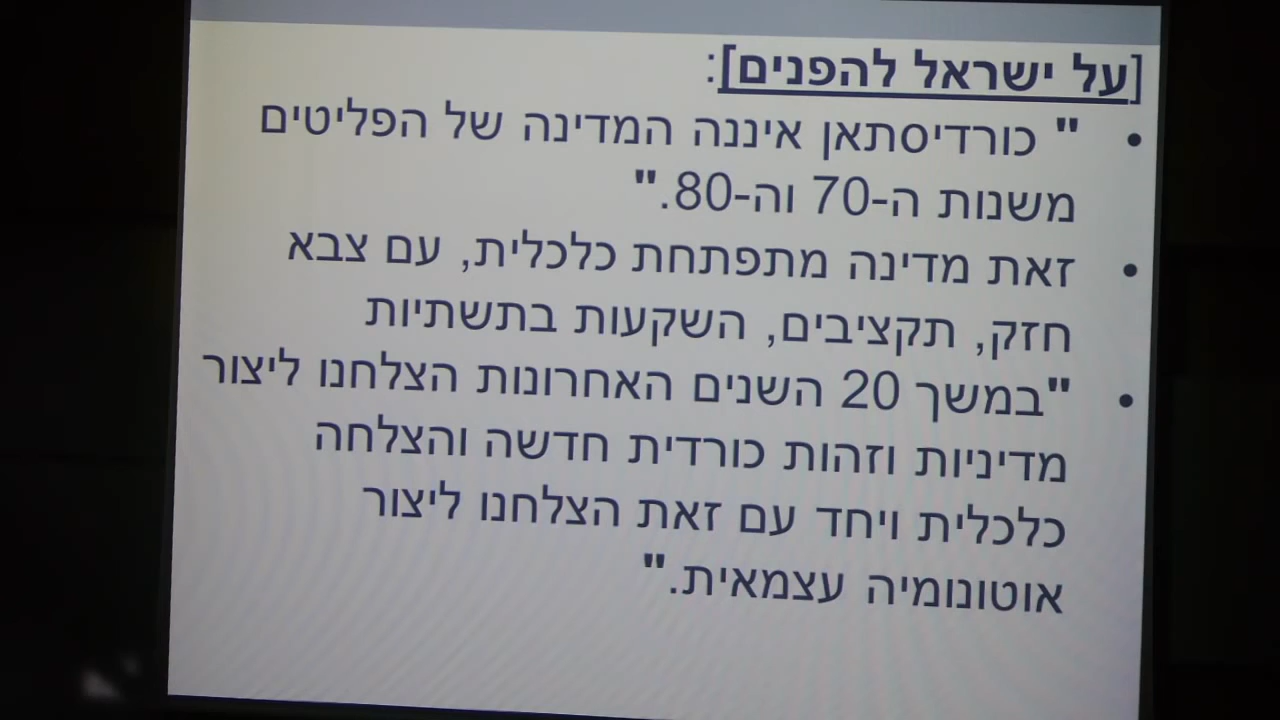 [על ישראל להפנים]:
• " כורדיסתאן איננה המדינה של הפליטים
משנות ה-70 וה-80."
• זאת מדינה מתפתחת כלכלית, עם צבא
חזק, תקציבים, השקעות בתשתיות
• "במשך 20 השנים האחרונות הצלחנו ליצור
מדיניות וזהות כורדית חדשה והצלחה
כלכלית ויחד עם זאת הצלחנו ליצור
אוטונומיה עצמאית."